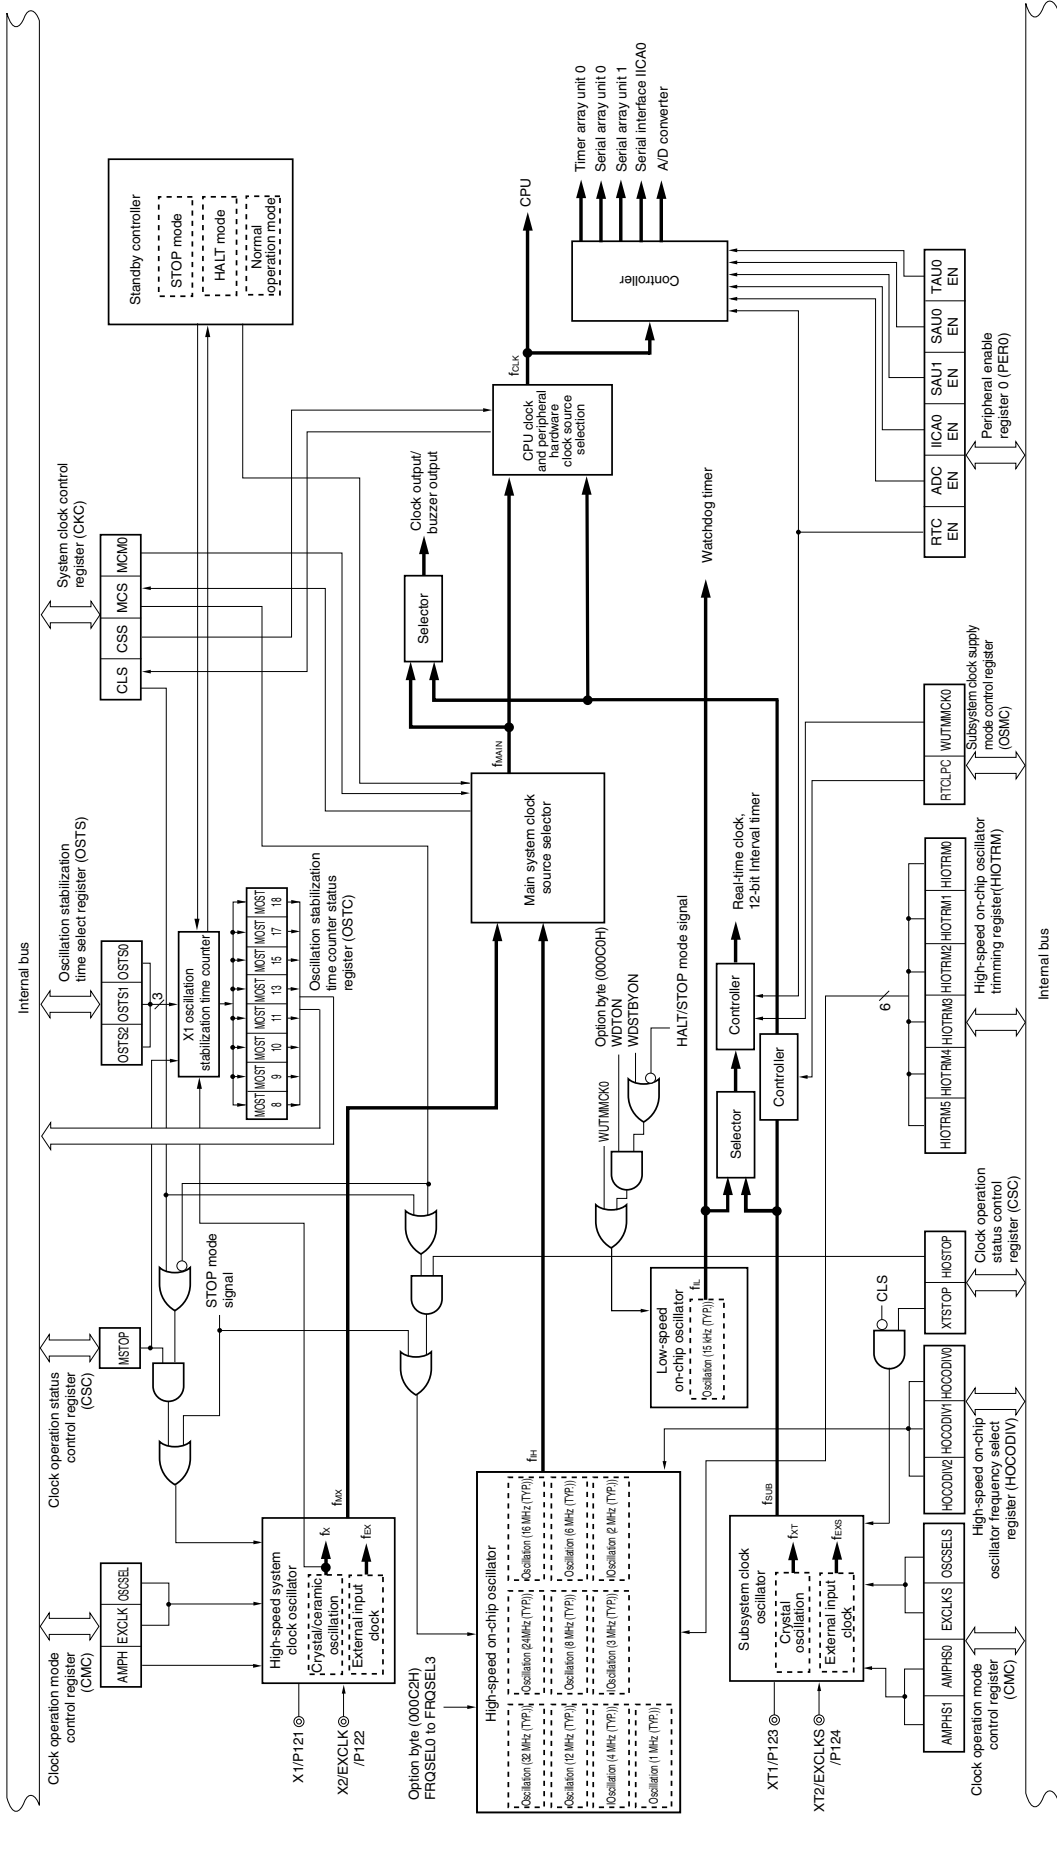 Internal bus
Clock operation mode
control register
(CMC)
AMPH
EXCLK
OSCSEL
Clock operation status
control register
(CSC)
MSTOP
STOP mode
signal
Oscillation stabilization
time select register (OSTS)
OSTS2
OSTS1
OSTS0
3
X1 oscillation
stabilization time counter
MOST
8
MOST
9
MOST
10
MOST
11
MOST
13
MOST
15
MOST
17
MOST
18
Oscillation stabilization
time counter status
register (OSTC)
System clock control
register (CKC)
CLS
CSS
MCS
MCM0
Standby controller
STOP mode
HALT mode
Normal
operation mode
High-speed system
clock oscillator
Crystal/ceramic
oscillation
fX
External input
clock
fEX
fMX
X1/P121
X2/EXCLK
/P122
Option byte (000C2H)
FRQSEL0 to FRQSEL3
High-speed on-chip oscillator
Oscillation (32 MHz (TYP.))
Oscillation (24MHz (TYP.))
Oscillation (16 MHz (TYP.))
Oscillation (12 MHz (TYP.))
Oscillation (8 MHz (TYP.))
Oscillation (6 MHz (TYP.))
lOscillation (4 MHz (TYP.))
lOscillation (3 MHz (TYP.))
lOscillation (2 MHz (TYP.))
Oscillation (1 MHz (TYP.))
fIH
Main system clock
source selector
fMAIN
Selector
Clock output/
buzzer output
CPU clock
and peripheral
hardware
clock source
selection
fCLK
CPU
Controller
Timer array unit 0
Serial array unit 0
Serial array unit 1
Serial interface IICA0
A/D converter
Option byte (000C0H)
WDTON
WDSTBYON
HALT/STOP mode signal
WUTMMCK0
Low-speed
on-chip oscillator
Oscillation (15 kHz (TYP.))
fIL
Watchdog timer
Selector
Controller
Real-time clock,
12-bit Interval timer
Controller
Subsystem clock
oscillator
Crystal
oscillation
fXT
External input
clock
fEXS
fSUB
XT1/P123
XT2/EXCLKS
/P124
CLS
6
AMPHS1
AMPHS0
EXCLKS
OSCSELS
Clock operation mode
control register
(CMC)
HOCODIV2
HOCODIV1
HOCODIV0
High-speed on-chip
oscillator frequency select
register (HOCODIV)
XTSTOP
HIOSTOP
Clock operation
status control
register (CSC)
HIOTRM5
HIOTRM4
HIOTRM3
HIOTRM2
HIOTRM1
HIOTRM0
High-speed on-chip oscillator
trimming register(HIOTRM)
RTCLPC
WUTMMCK0
Subsystem clock supply
mode control register
(OSMC)
RTC
EN
ADC
EN
IICA0
EN
SAU1
EN
SAU0
EN
TAU0
EN
Peripheral enable
register 0 (PER0)
Internal bus